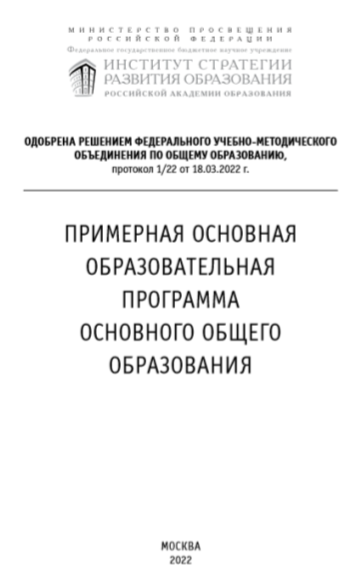 МИНИСТЕРСТВО ПРОСВЕЩЕНИЯ
РОССИЙСКОЙ ФЕДЕРАЦИИ
Федеральное государственное бюджетное научное учреждение
ИНСТИТУТ СТРАТЕГИИ
РАЗВИТИЯ ОБРАЗОВАНИЯ
РОССИЙСКОЙ АКАДЕМИИ ОБРАЗОВАНИЯ
ОДОБРЕНА РЕШЕНИЕМ ФЕДЕРАЛЬНОГО УЧЕБНО-МЕТОДИЧЕСКОГО
ОБЪЕДИНЕНИЯ ПО ОБЩЕМУ ОБРАЗОВАНИЮ,
протокол 1/22 от 18.03.2022 г.
ПРИМЕРНАЯ ОСНОВНАЯ
ОБРАЗОВАТЕЛЬНАЯ
ПРОГРАММА
ОСНОВНОГО ОБЩЕГО
ОБРАЗОВАНИЯ
МОСКВА
2022